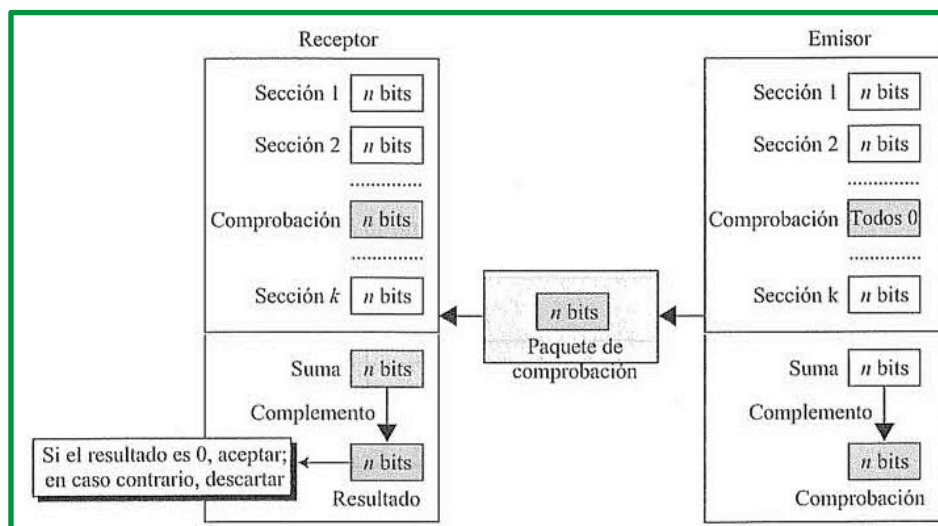 Receptor
Sección 1 n bits
Sección 2 n bits
Comprobación n bits
Sección k n bits
Suma n bits
Complemento
n bits
Resultado
Si el resultado es 0, aceptar;
en caso contrario, descartar
n bits
Paquete de
comprobación
Emisor
Sección 1 n bits
Sección 2 n bits
Comprobación Todos 0
Sección k n bits
Suma n bits
Complemento
n bits
Comprobación